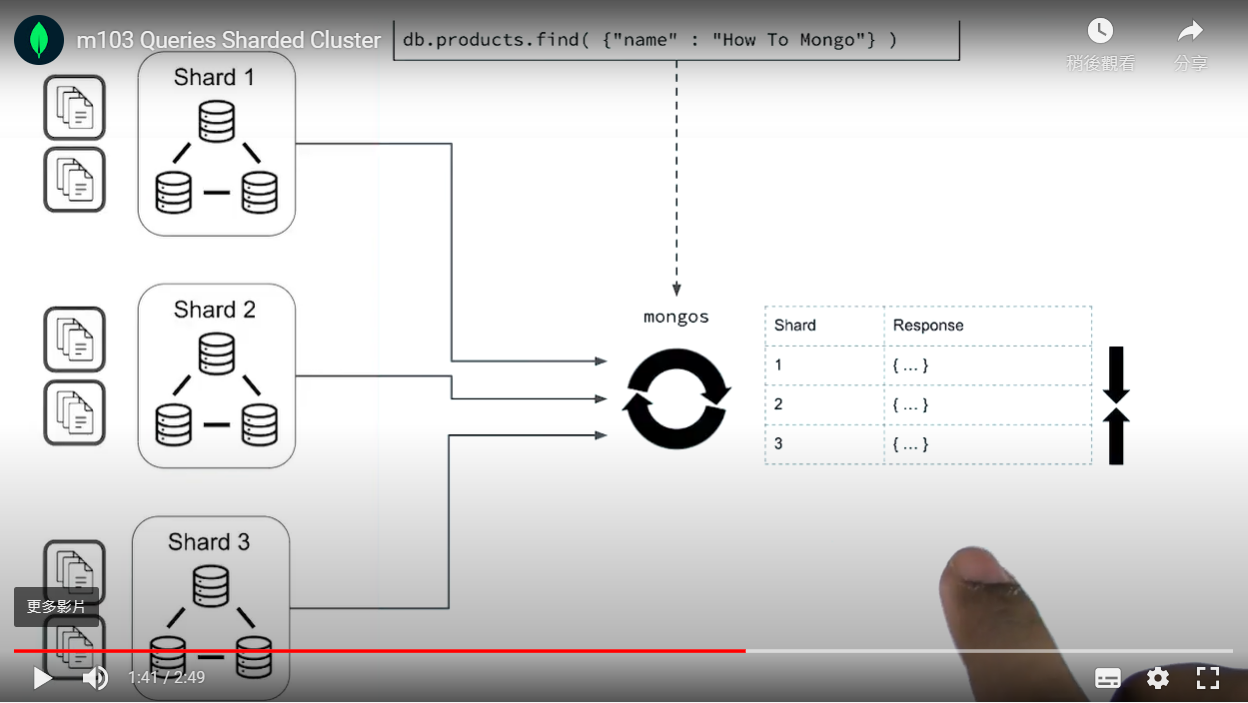 m103 Queries Sharded Cluster
db.products.find( {"name" : "How To Mongo"} )
稍後觀看
分享
Shard 1
Shard 2
Shard 3
mongos
Shard Response
1 { ... }
2 { ... }
3 { ... }
更多影片
1:41 / 2:49